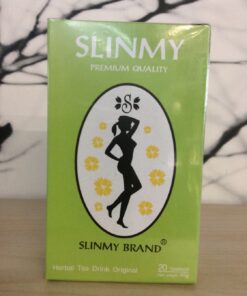 SLINMY
PREMIUM QUALITY
S
SLINMY BRAND®
Herbal Tea Drink Original
20